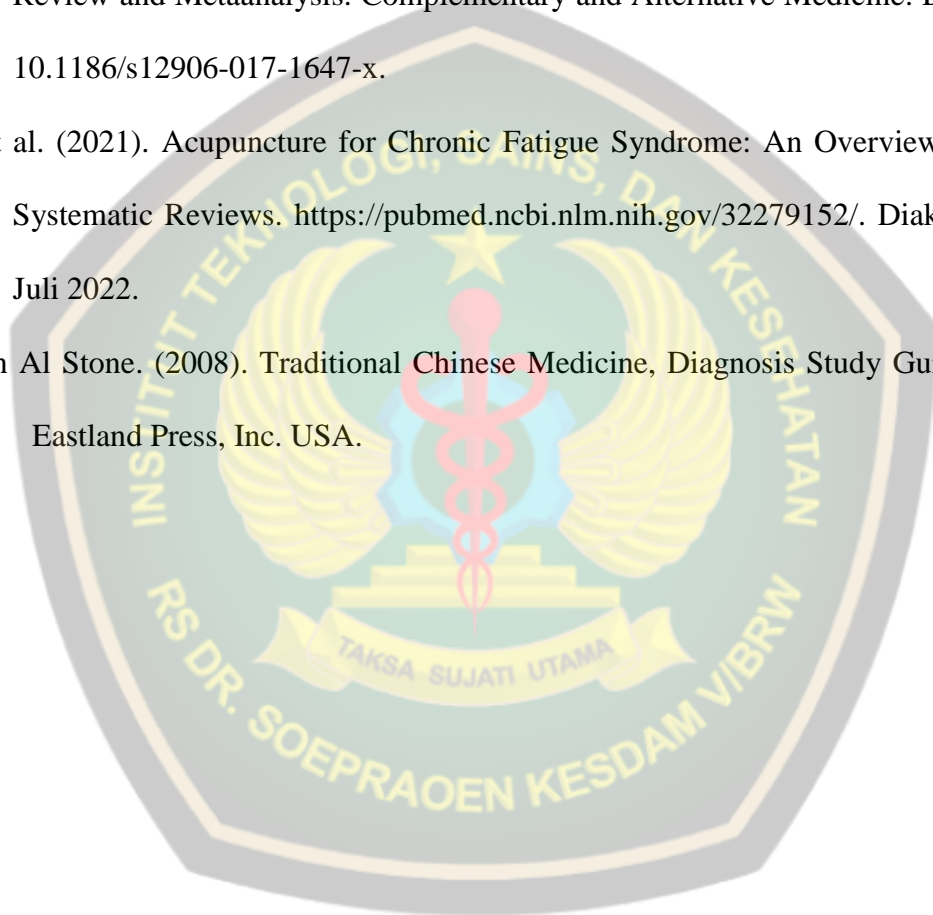 Review and Metaanalysis. Complementary and Alternative Medicine.
10.1186/s12906-017-1647-x.
al. (2021). Acupuncture for Chronic Fatigue Syndrome: An Overview
Systematic Reviews. https://pubmed.ncbi.nlm.nih.gov/32279152/.
Juli 2022.
Al Stone. (2008). Traditional Chinese Medicine, Diagnosis Study
Eastland Press, Inc. USA.
INSTITUT TEKNOLOGI, SAINS, DAN KESEHATAN
TAKSA SUJATI UTAMA
RS DR. SOEPRAOEN KESDAM V/BRW